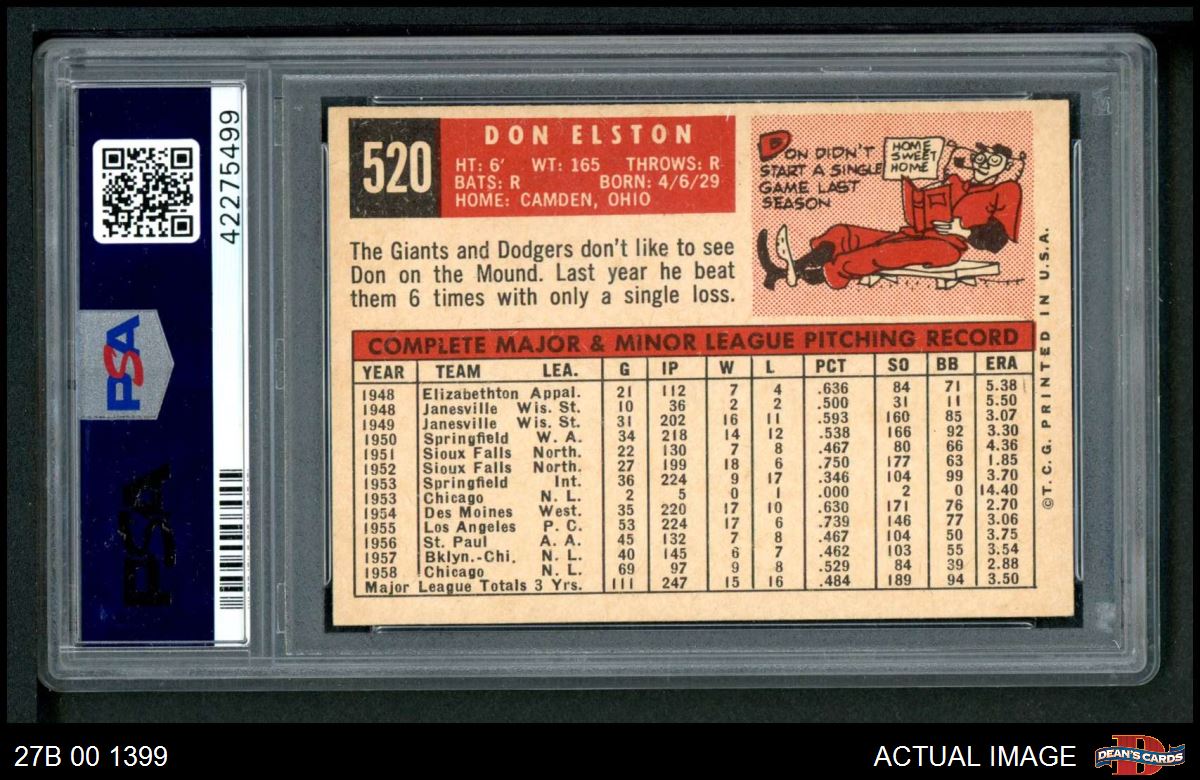 PSA
42275499
PSA
520
DON ELSTON
HT: 6' WT: 165 THROWS: R
BATS: R BORN: 4/6/29
HOME: CAMDEN, OHIO
The Giants and Dodgers don't like to see
Don on the Mound. Last year he beat
them 6 times with only a single loss.
DON DIDN'T
START A SINGLE
GAME LAST
SEASON
HOME
SWEET
HOME
COMPLETE MAJOR & MINOR LEAGUE PITCHING RECORD
YEAR TEAM LEA. G IP W L PCT SO BB ERA
1948 Elizabethton Appal. 21 112 7 4 .636 84 71 5.38
1948 Janesville Wis. St. 10 36 2 2 .500 31 11 5.50
1949 Janesville Wis. St. 31 202 16 11 .593 160 85 3.07
1950 Springfield W. A. 34 218 14 12 .538 166 92 3.30
1951 Sioux Falls North. 22 130 7 8 .467 80 66 4.36
1952 Sioux Falls North. 27 199 18 6 .750 177 63 1.85
1953 Springfield Int. 36 224 9 17 .346 104 99 3.70
1953 Chicago N. L. 2 5 0 1 .000 2 0 14.40
1954 Des Moines West. 35 220 17 10 .630 171 76 2.70
1955 Los Angeles P. C. 53 224 17 6 .739 146 77 3.06
1956 St. Paul A. A. 45 132 7 8 .467 104 50 3.75
1957 Bklyn.-Chi. N. L. 40 145 6 7 .462 103 55 3.54
1958 Chicago N. L. 69 97 9 8 .529 84 39 2.88
Major League Totals 3 Yrs. 111 247 15 16 .484 189 94 3.50
©T. C. G. PRINTED IN U.S.A.
27B 00 1399
ACTUAL IMAGE
D
DEAN'S CARDS